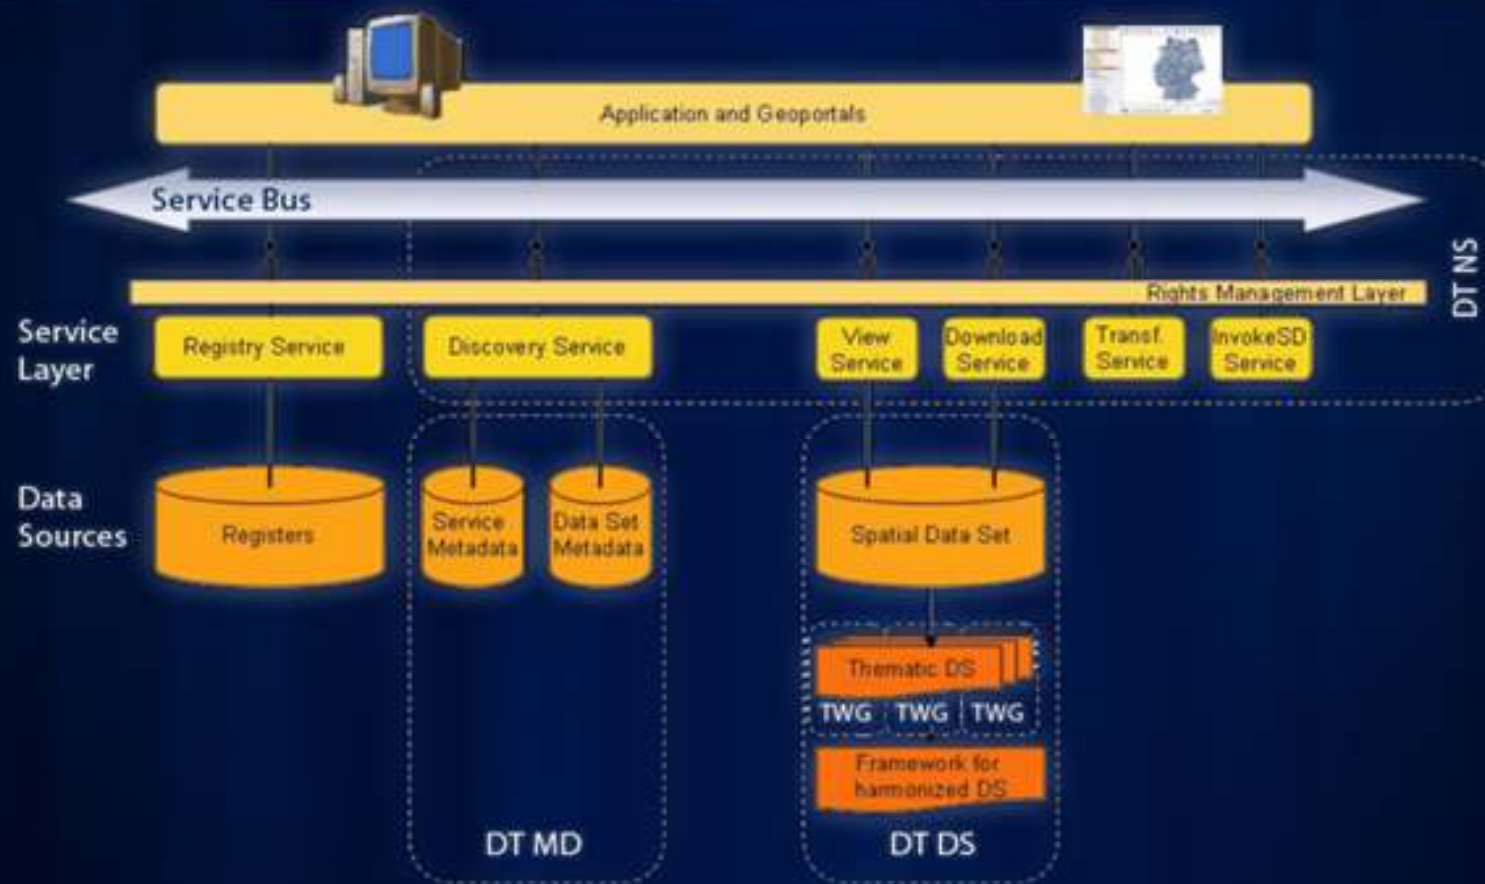 Application and Geoportals
Service Bus
DT NS
Rights Management Layer
Service
Layer
Registry Service
Discovery Service
View
Service
Download
Service
Transf.
Service
InvokeSD
Service
Data
Sources
Registers
Service
Metadata
Data Set
Metadata
Spatial Data Set
Thematic DS
TWG TWG TWG
Framework for
harmonized DS
DT MD
DT DS